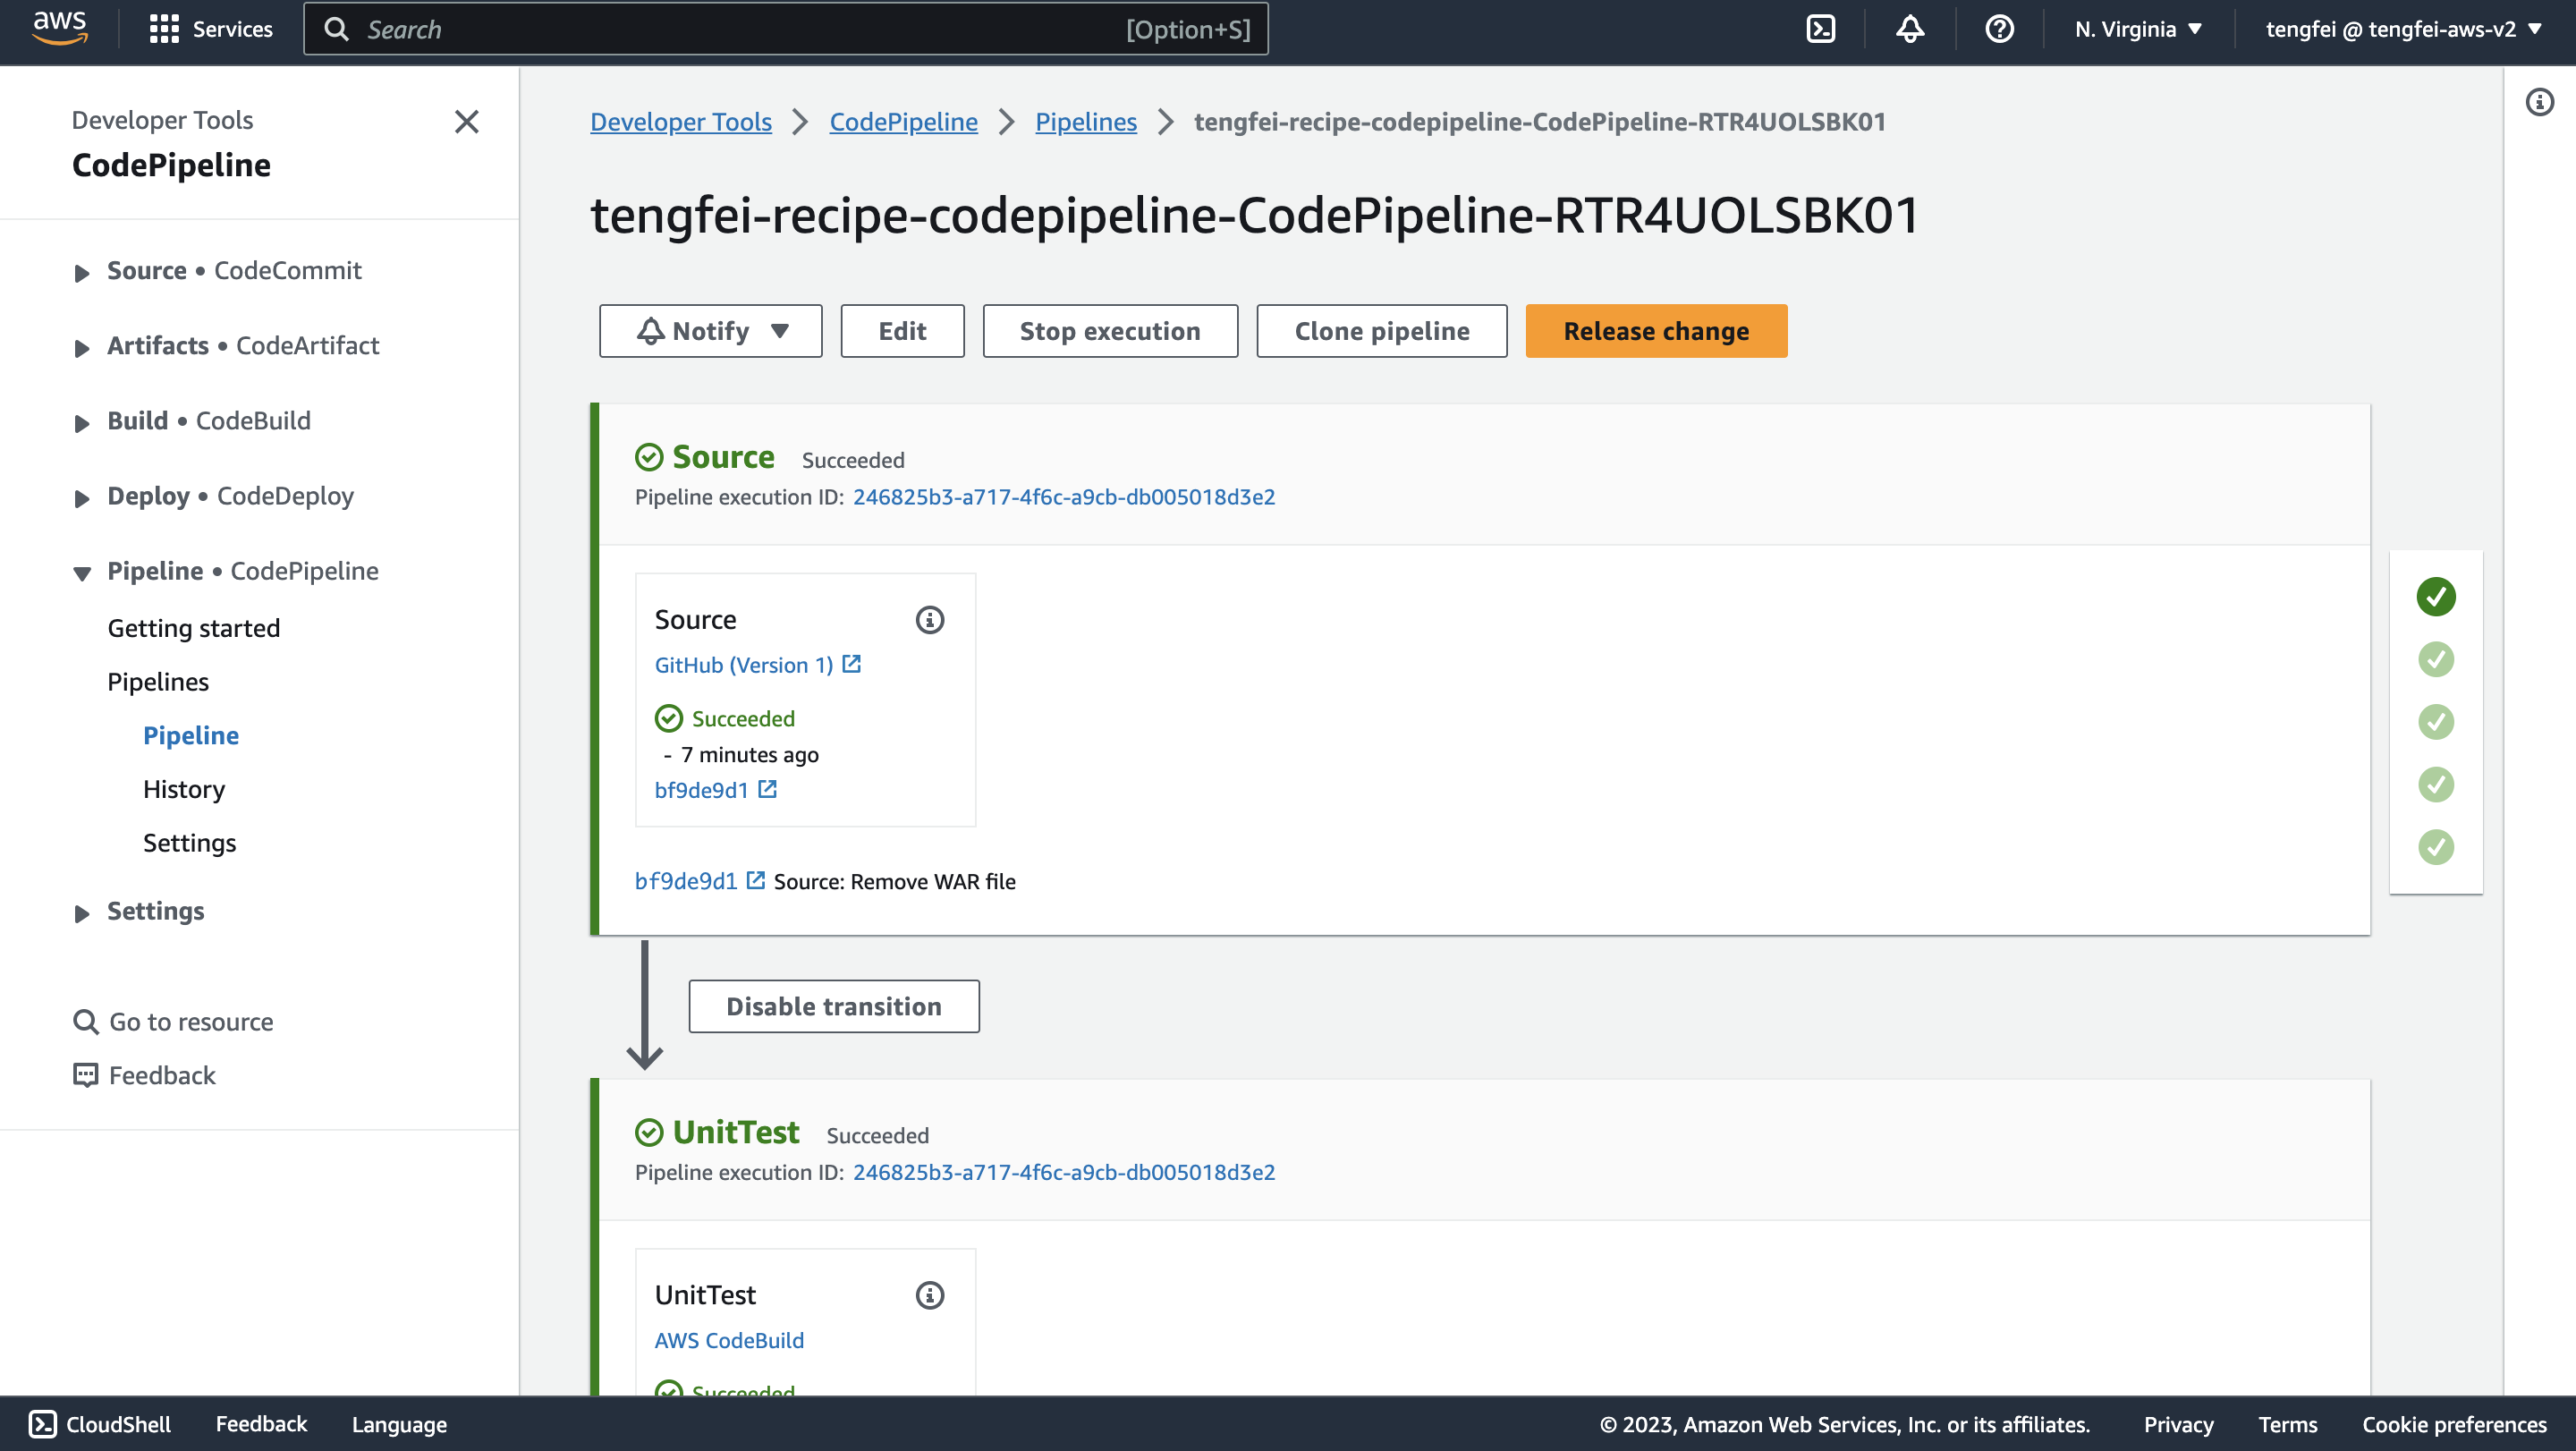 aws
Services
Search
[Option+S]
N. Virginia
tengfei @ tengfei-aws-v2
Developer Tools
CodePipeline
Source • CodeCommit
Artifacts • CodeArtifact
Build • CodeBuild
Deploy • CodeDeploy
Pipeline • CodePipeline
Getting started
Pipelines
Pipeline
History
Settings
Settings
Go to resource
Feedback
Developer Tools
CodePipeline
Pipelines
tengfei-recipe-codepipeline-CodePipeline-RTR4UOLSBK01
tengfei-recipe-codepipeline-CodePipeline-RTR4UOLSBK01
Notify
Edit
Stop execution
Clone pipeline
Release change
Source Succeeded
Pipeline execution ID: 246825b3-a717-4f6c-a9cb-db005018d3e2
Source
GitHub (Version 1)
Succeeded
- 7 minutes ago
bf9de9d1
bf9de9d1 Source: Remove WAR file
Disable transition
UnitTest Succeeded
Pipeline execution ID: 246825b3-a717-4f6c-a9cb-db005018d3e2
UnitTest
AWS CodeBuild
Succeeded
CloudShell
Feedback
Language
© 2023, Amazon Web Services, Inc. or its affiliates.
Privacy
Terms
Cookie preferences